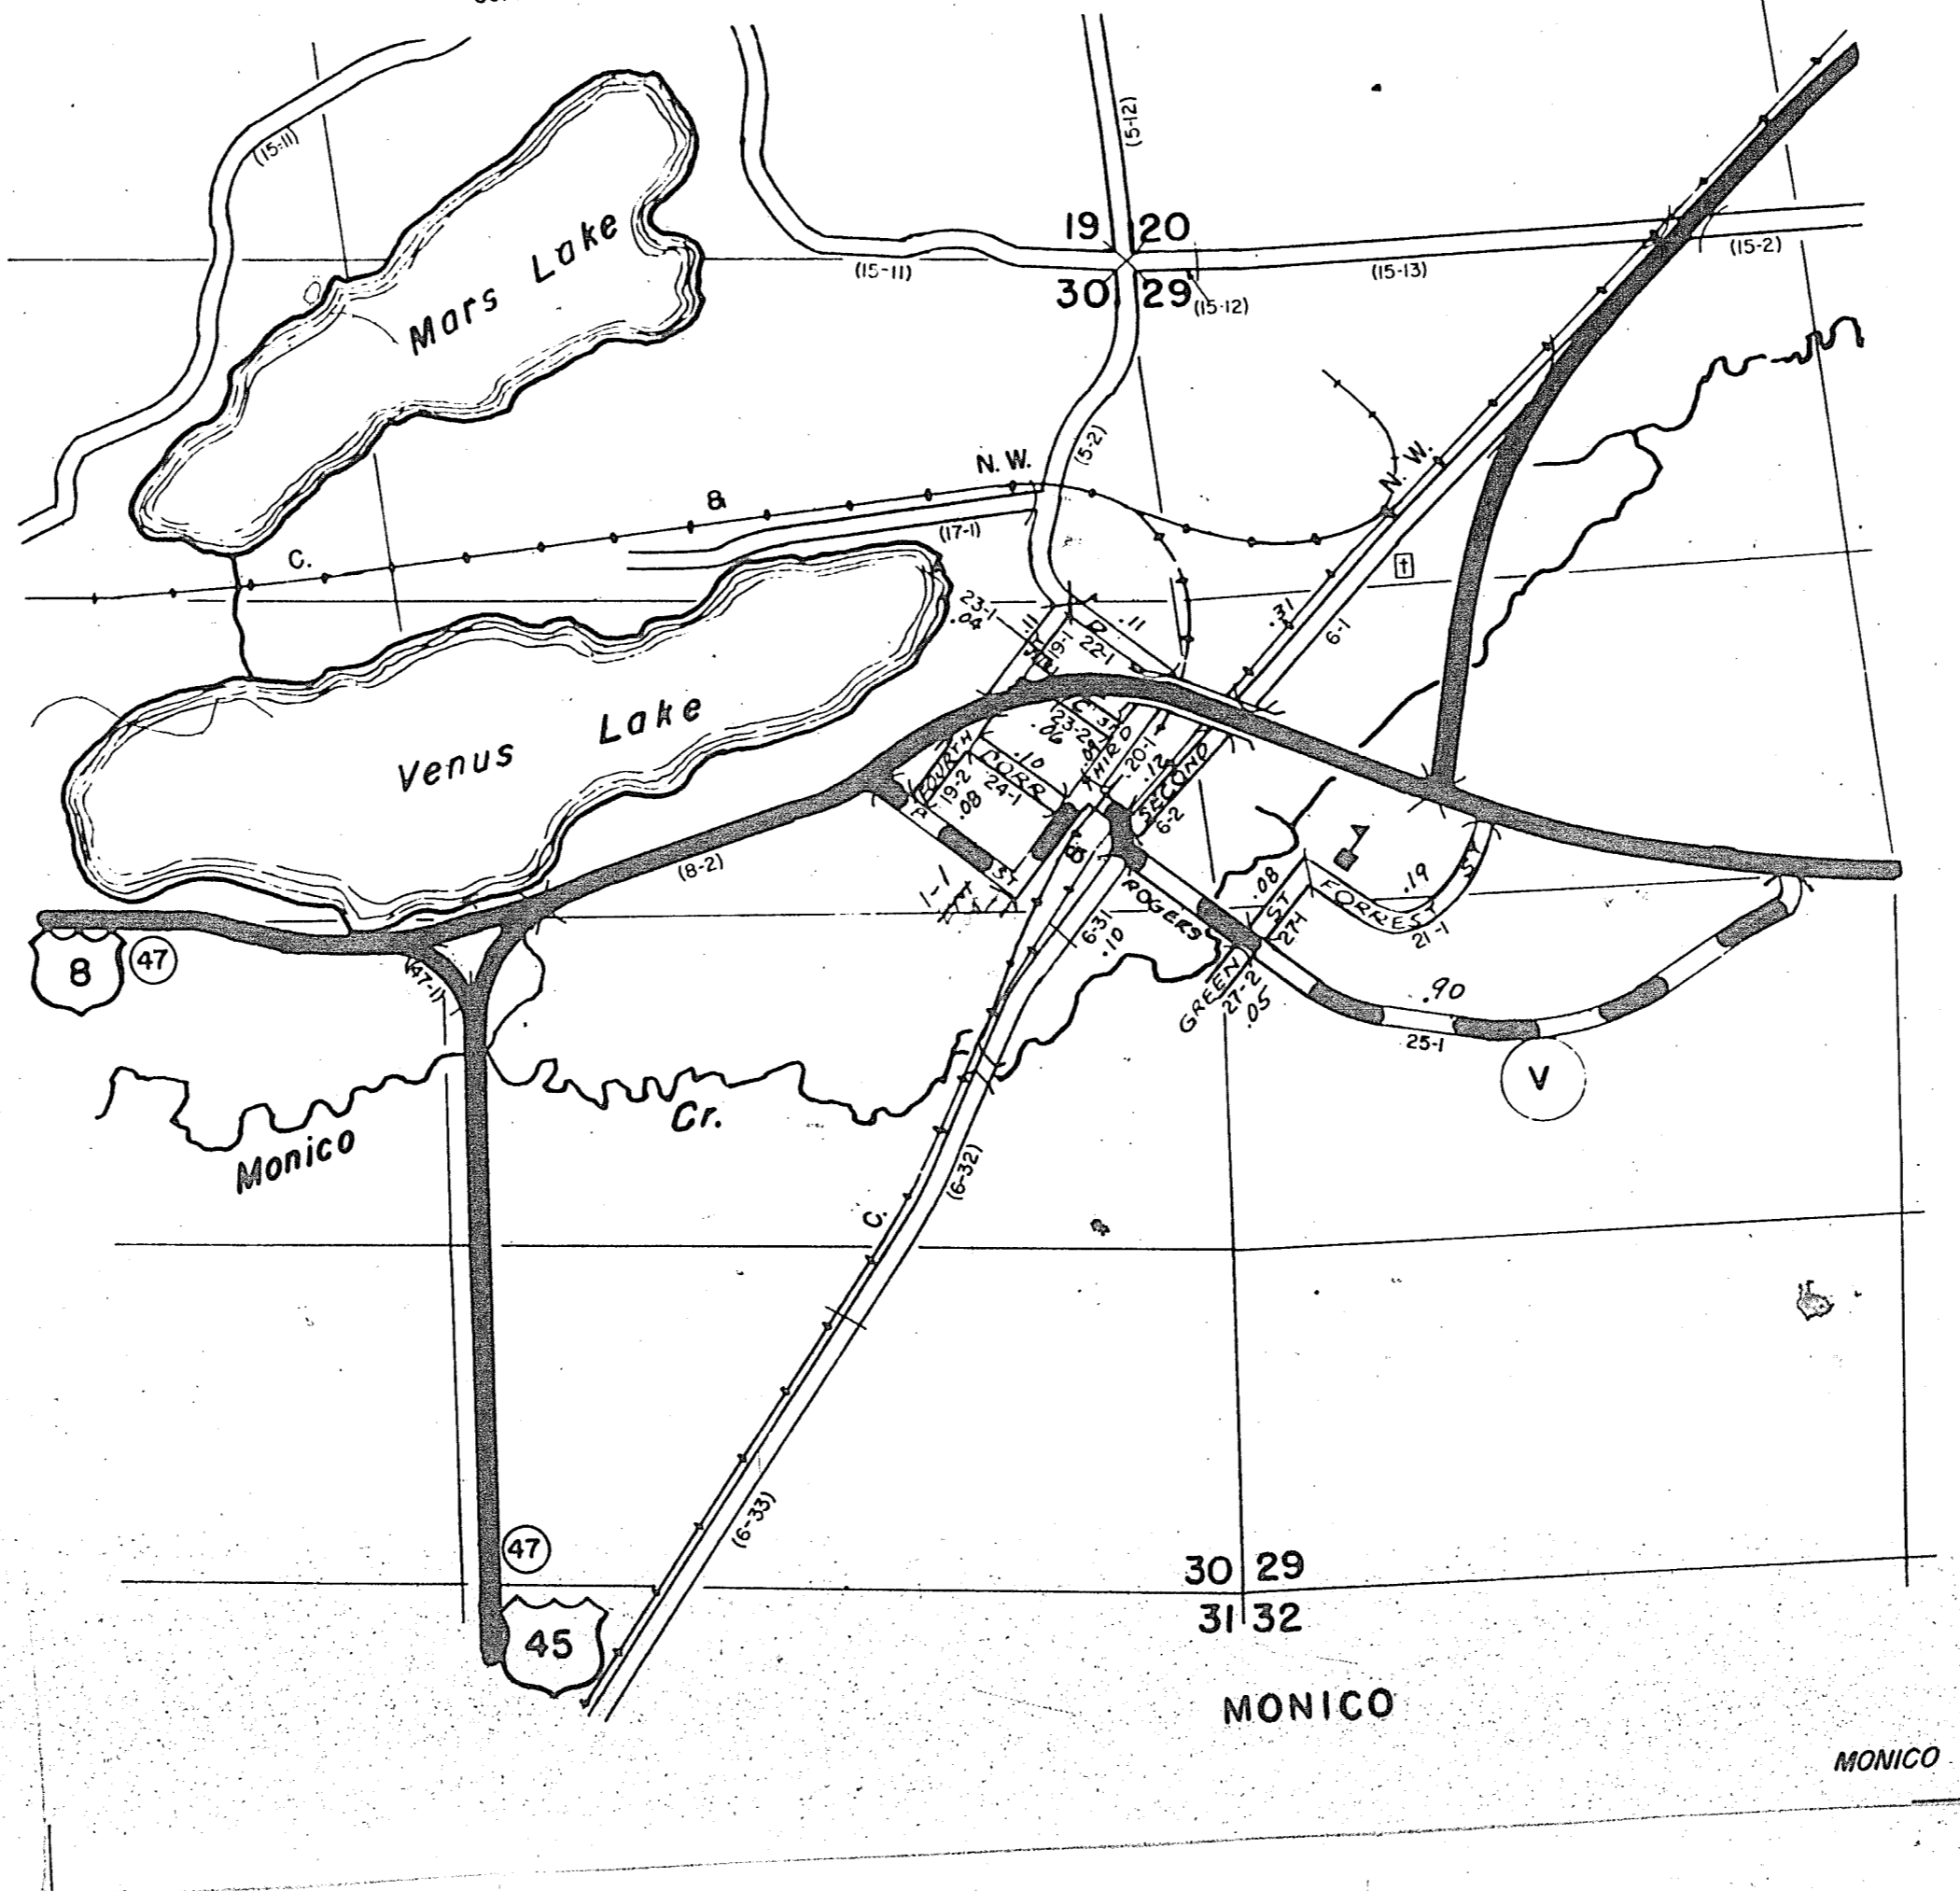 (15-11)
Mars Lake
(5-12)
19 20
30 29
(15-11)
(15-12)
(15-13)
(15-2)
(5-2)
C. & N. W.
(17-1)
N. W.
.31
6-1
23-1
.04
.11
19-1
D
.11
22-1
Venus Lake
C
23-2
.06
FOURTH
19-2
.08
.10
DORR
24-1
20-1
.12
SECOND
6-2
(8-2)
ST
1-1
&
ROGERS
6-31
.10
.08
ST
27-1
GREEN
27-2
.05
FORREST
ST
.19
21-1
.90
25-1
V
8
47
(47-1)
Monico Cr.
(6-32)
C.
(6-33)
47
45
30 29
31 32
MONICO
MONICO